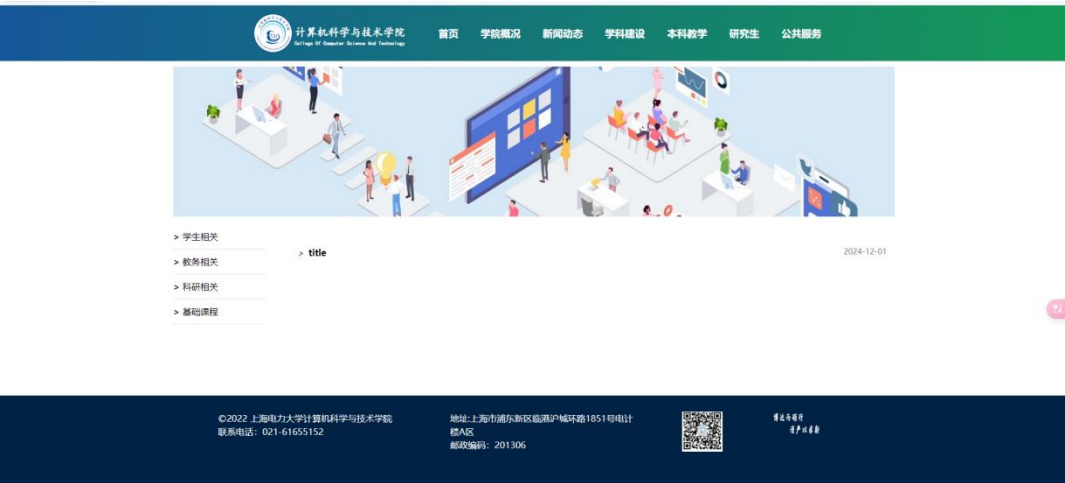 计算机科学与技术学院
College Of Computer Science And Technology
首页 学院概况 新闻动态 学科建设 本科教学 研究生 公共服务
> 学生相关
> 教务相关
> 科研相关
> 基础课程
> title 2024-12-01
©2022 上海电力大学计算机科学与技术学院
联系电话：021-61655152
地址:上海市浦东新区临港沪城环路1851号电计
楼A区
邮政编码：201306